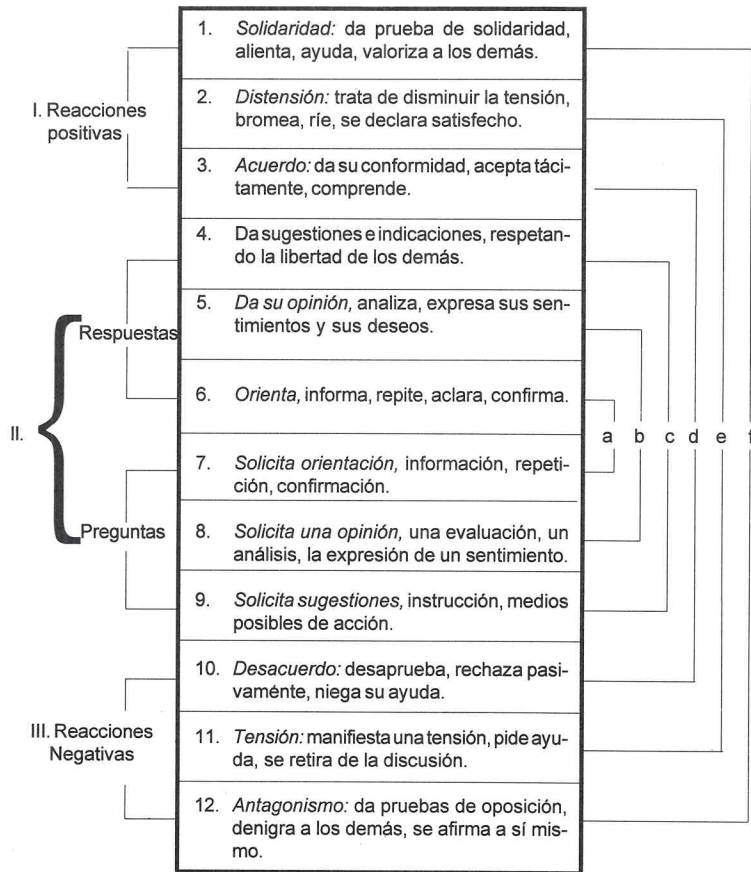 1. Solidaridad: da prueba de solidaridad,
alienta, ayuda, valoriza a los demás.
I. Reacciones
positivas
2. Distensión: trata de disminuir la tensión,
bromea, ríe, se declara satisfecho.
3. Acuerdo: da su conformidad, acepta táci-
tamente, comprende.
4. Da sugestiones e indicaciones, respetan-
do la libertad de los demás.
Respuestas
5. Da su opinión, analiza, expresa sus sen-
timientos y sus deseos.
6. Orienta, informa, repite, aclara, confirma.
II.
a b c d e f
7. Solicita orientación, información, repeti-
ción, confirmación.
Preguntas
8. Solicita una opinión, una evaluación, un
análisis, la expresión de un sentimiento.
9. Solicita sugestiones, instrucción, medios
posibles de acción.
10. Desacuerdo: desaprueba, rechaza pasi-
vaménte, niega su ayuda.
III. Reacciones
Negativas
11. Tensión: manifiesta una tensión, pide ayu-
da, se retira de la discusión.
12. Antagonismo: da pruebas de oposición,
denigra a los demás, se afirma a sí mis-
mo.